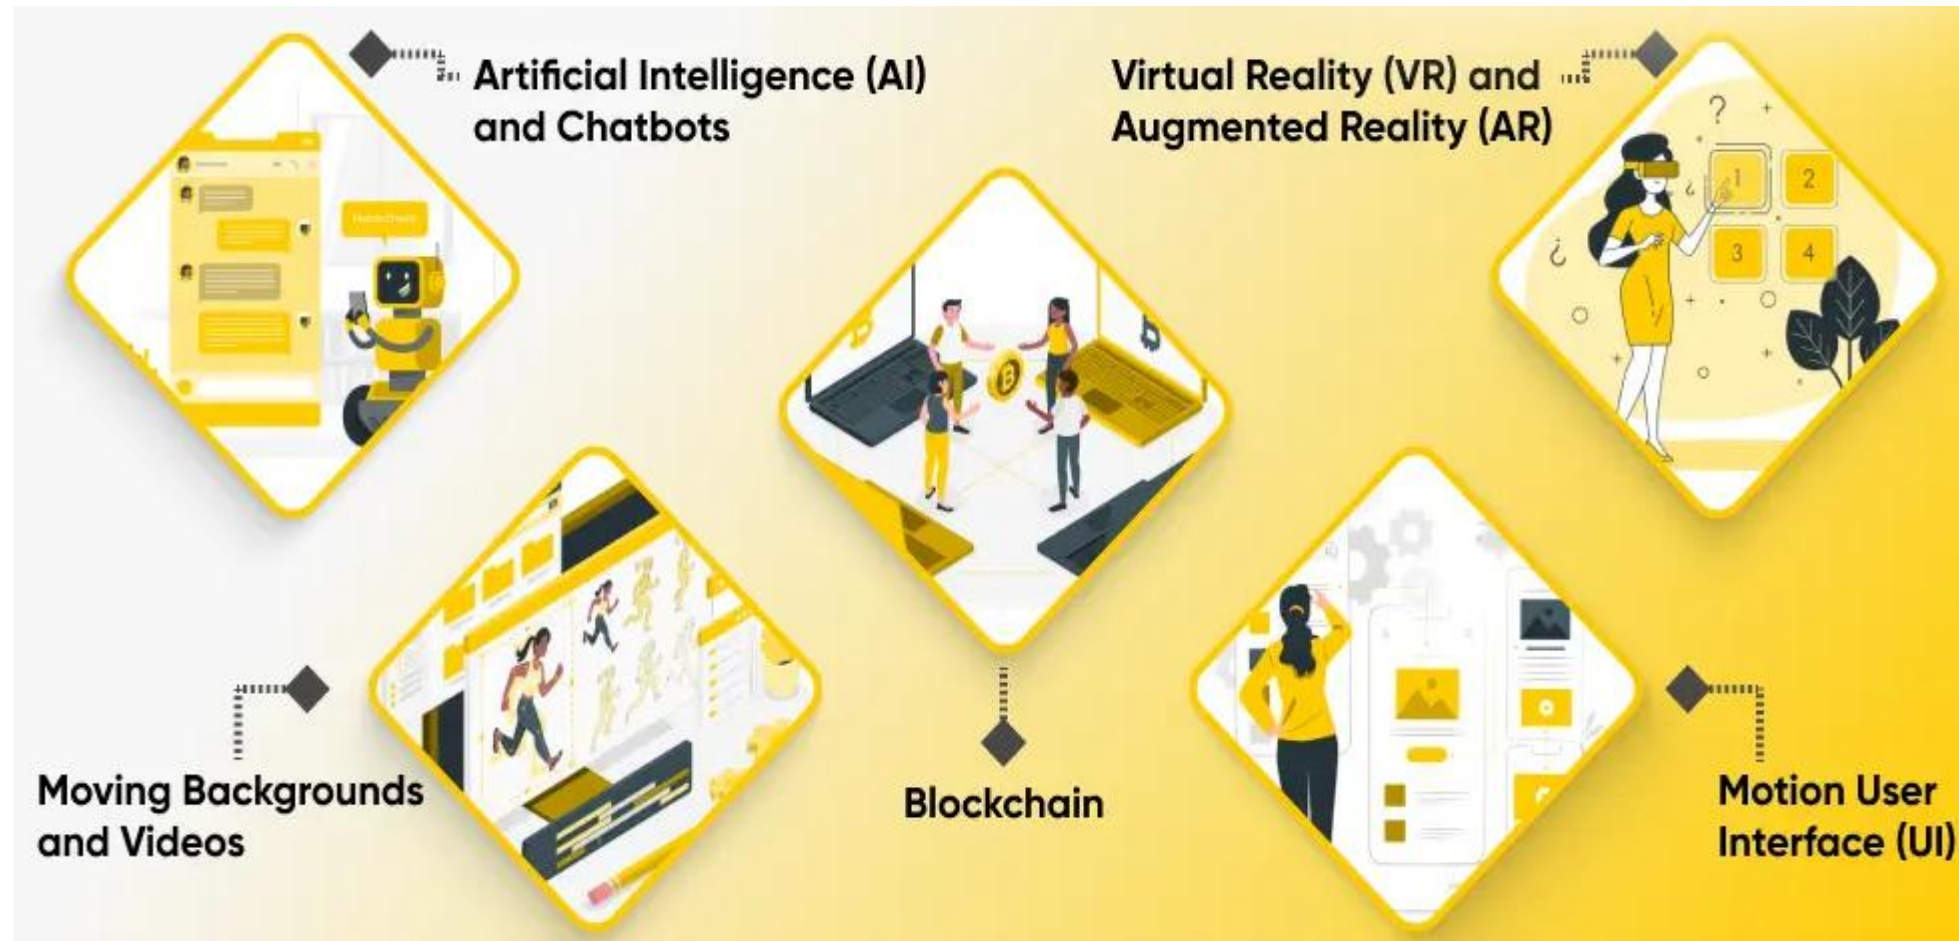 Artificial Intelligence (AI)
and Chatbots
Virtual Reality (VR) and
Augmented Reality (AR)
?
1
2
3
4
Moving Backgrounds
and Videos
Blockchain
Motion User
Interface (UI)